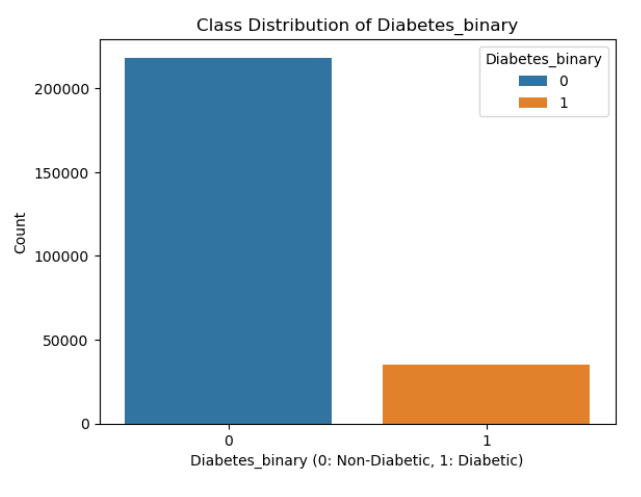 Class Distribution of Diabetes_binary
Diabetes_binary
0
1
200000
150000
100000
50000
0
Count
0 1
Diabetes_binary (0: Non-Diabetic, 1: Diabetic)